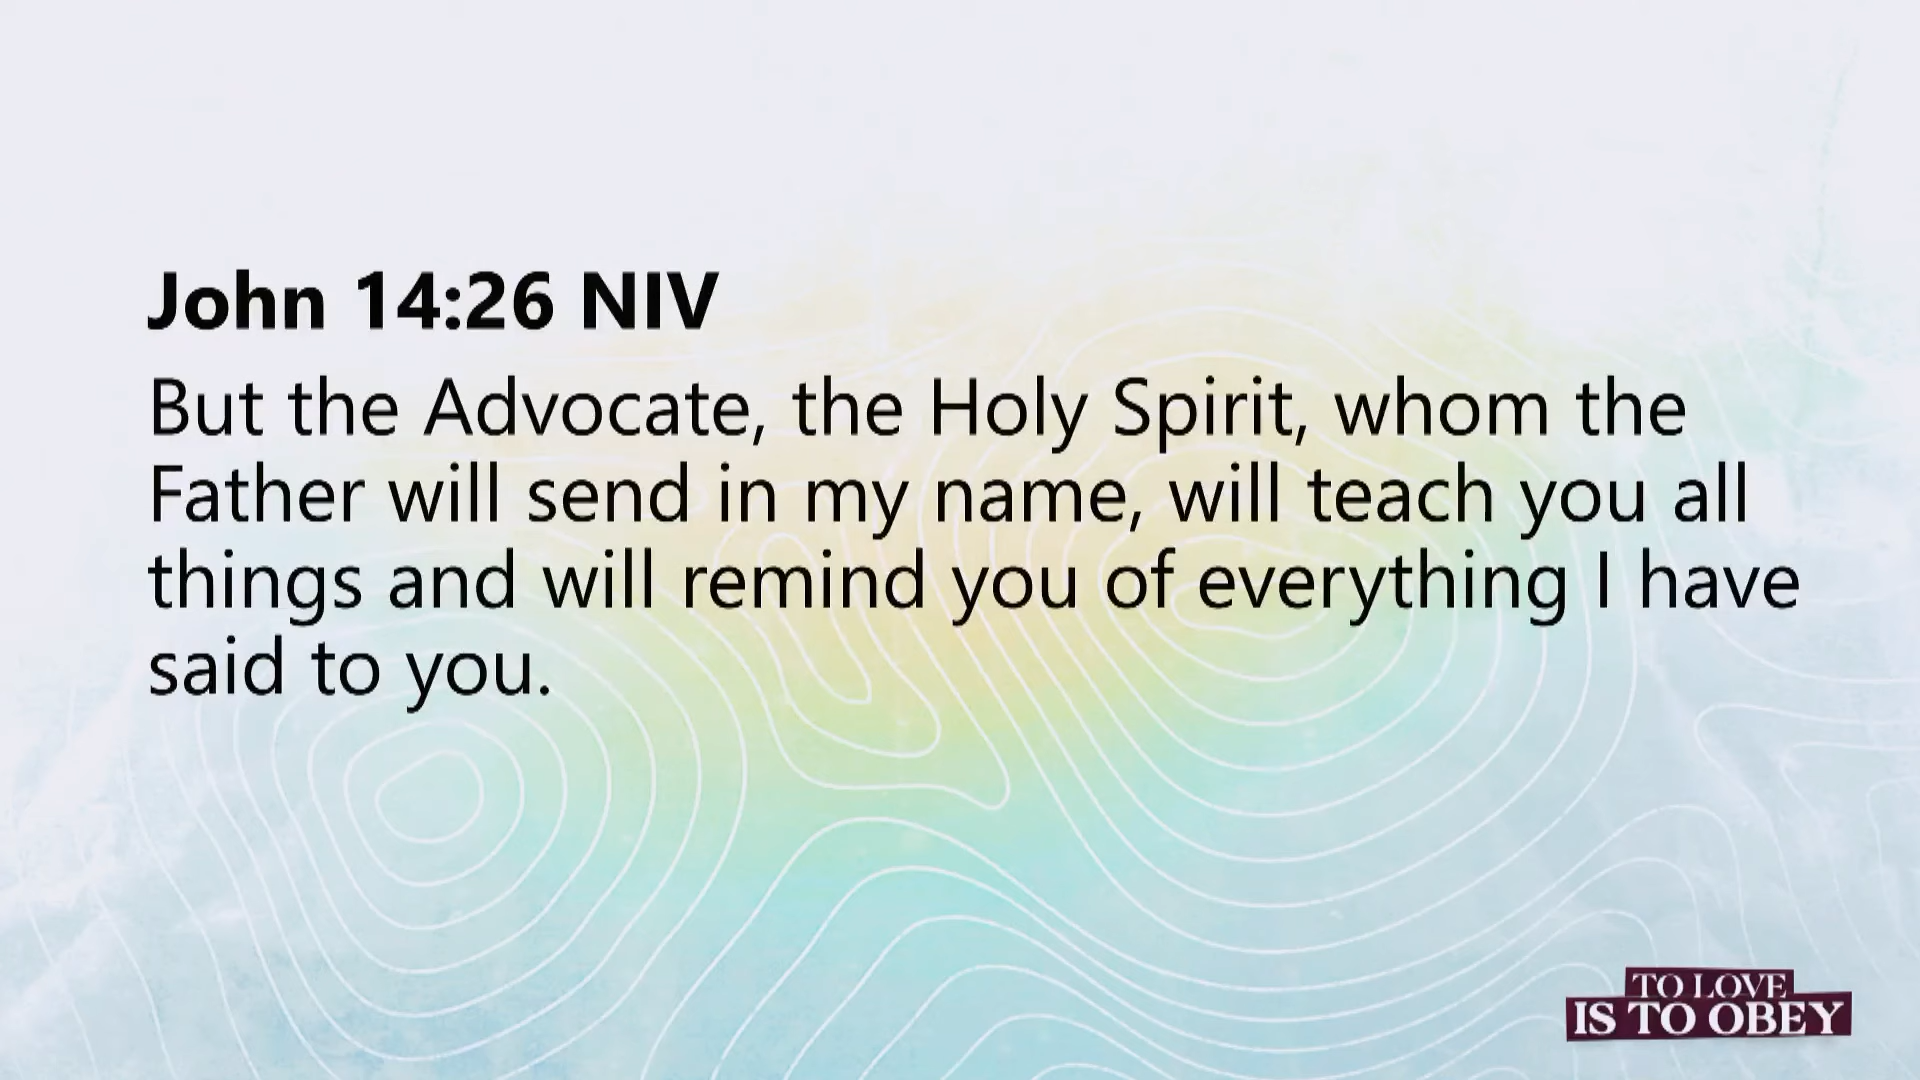 John 14:26 NIV
But the Advocate, the Holy Spirit, whom the
Father will send in my name, will teach you all
things and will remind you of everything I have
said to you.
TO LOVE
IS TO OBEY